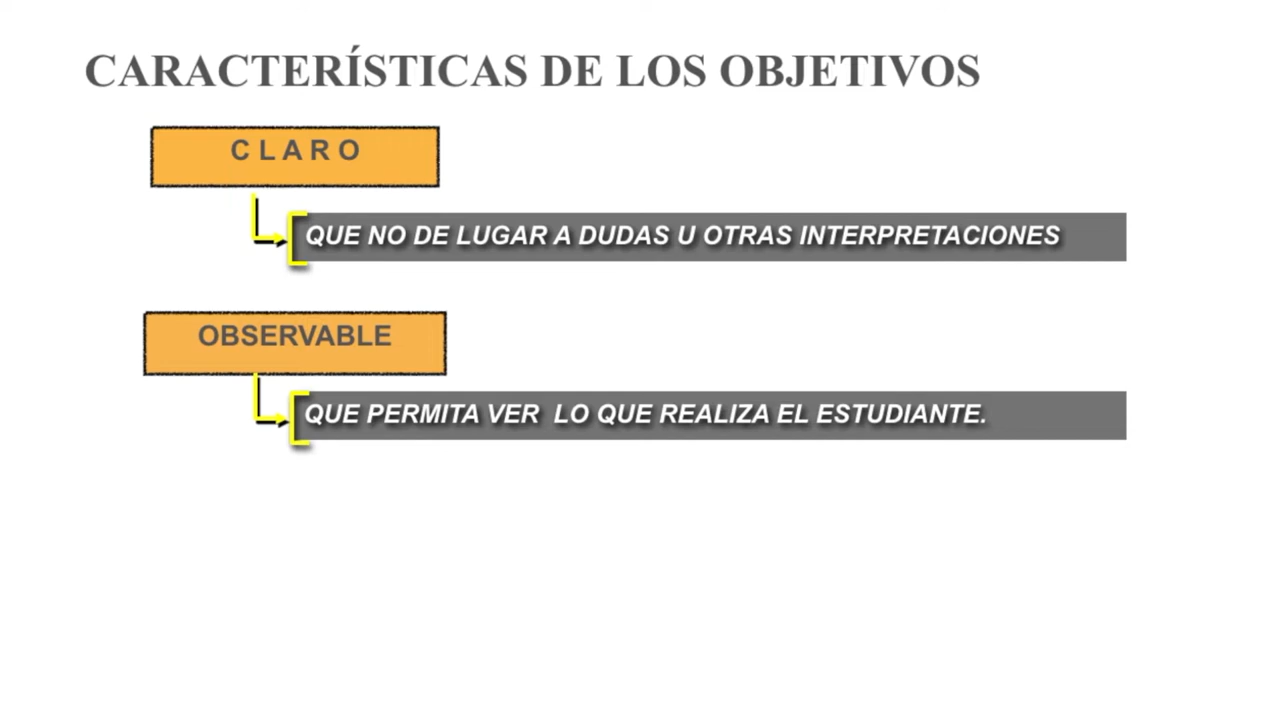 CARACTERÍSTICAS DE LOS OBJETIVOS
C L A R O
QUE NO DE LUGAR A DUDAS U OTRAS INTERPRETACIONES
OBSERVABLE
QUE PERMITA VER LO QUE REALIZA EL ESTUDIANTE.